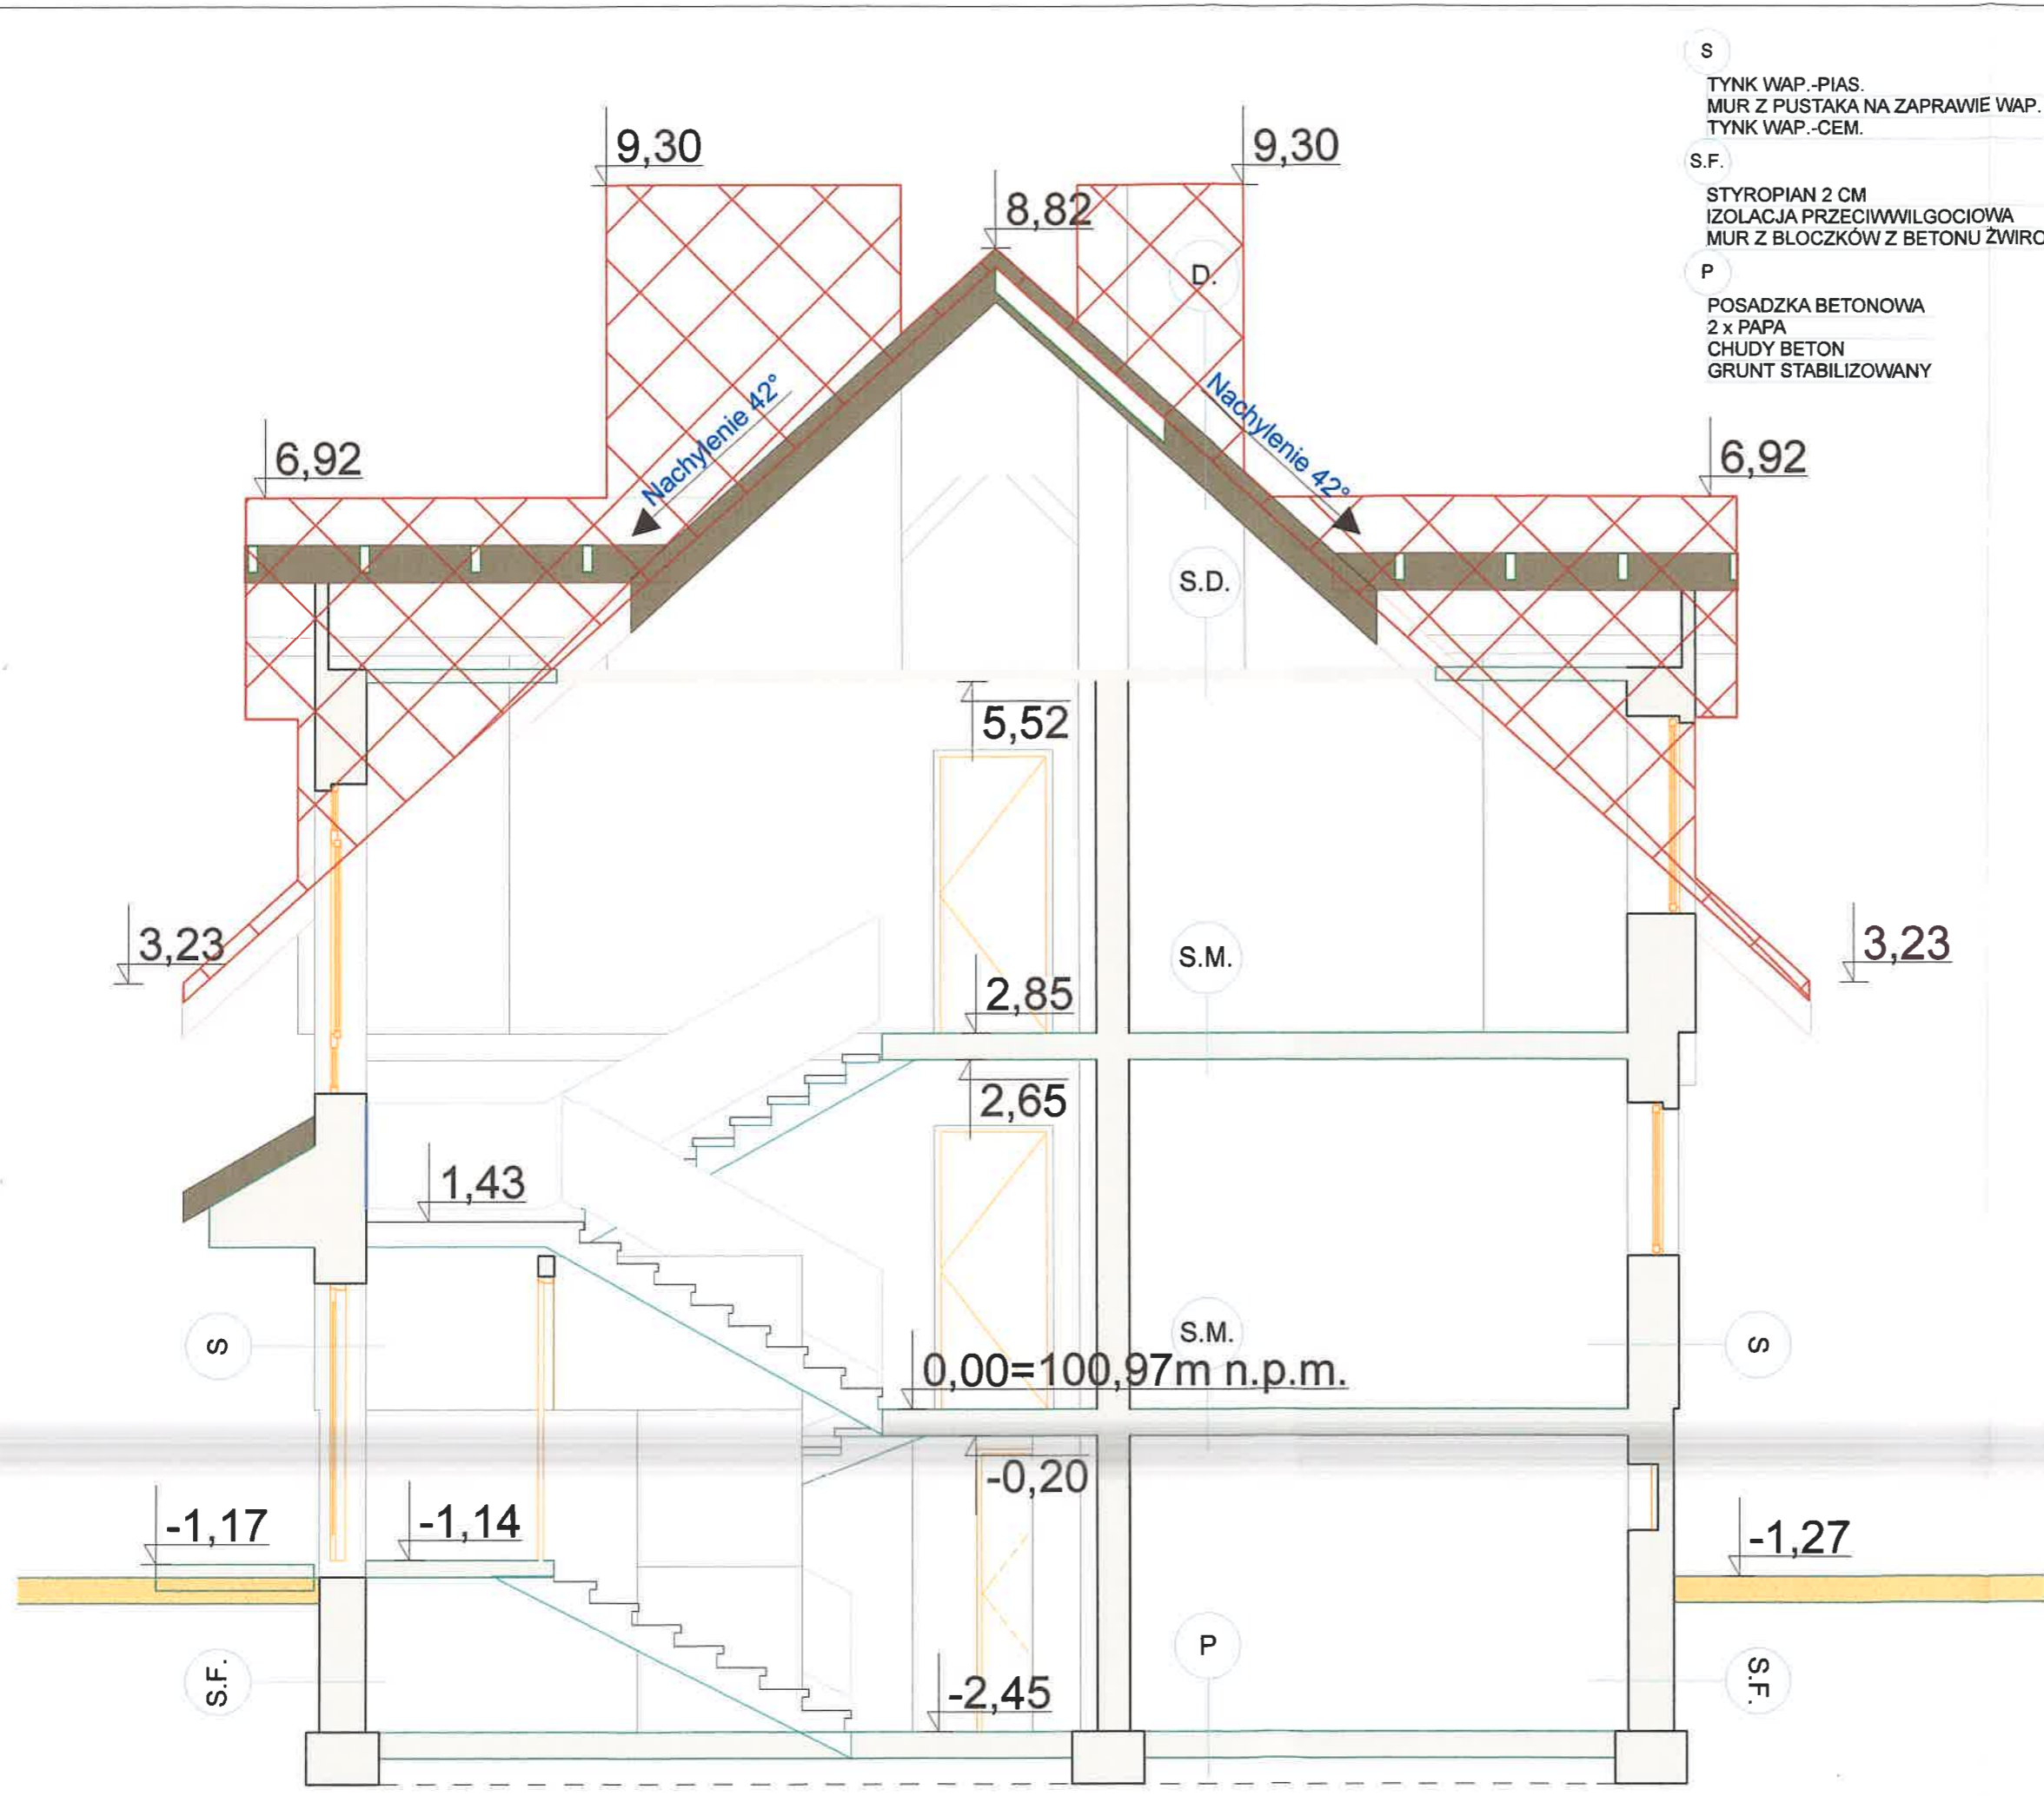 S
TYNK WAP.-PIAS.
MUR Z PUSTAKA NA ZAPRAWIE WAP.
TYNK WAP.-CEM.
S.F.
STYROPIAN 2 CM
IZOLACJA PRZECIWWILGOCIOWA
MUR Z BLOCZKÓW Z BETONU ŻWIRO
P
POSADZKA BETONOWA
2 x PAPA
CHUDY BETON
GRUNT STABILIZOWANY
9,30
9,30
8,82
D.
Nachylenie 42°
Nachylenie 42°
6,92
6,92
S.D.
5,52
3,23
3,23
S.M.
2,85
2,65
1,43
S
S.M.
S
0,00=100,97m n.p.m.
-0,20
-1,17
-1,14
-1,27
P
S.F.
S.F.
-2,45